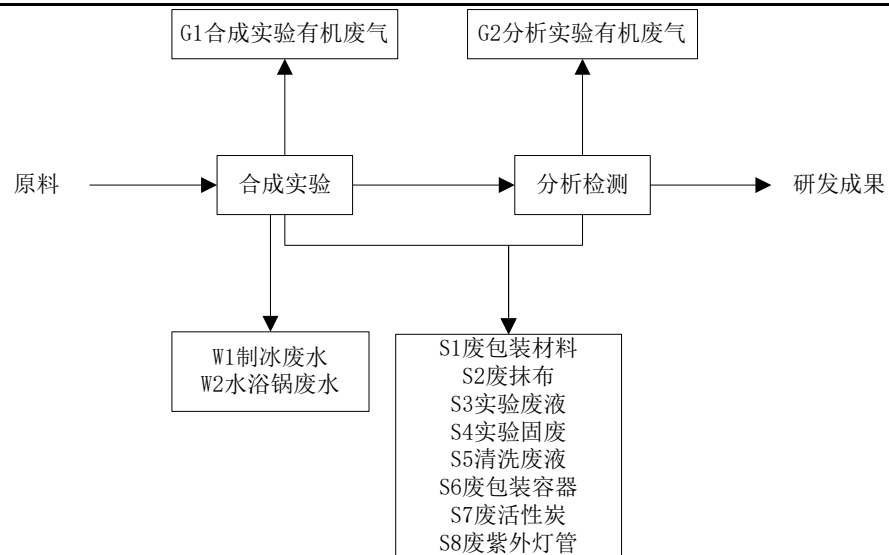 G1合成实验有机废气
G2分析实验有机废气
原料
合成实验
分析检测
研发成果
W1制冰废水
W2水浴锅废水
S1废包装材料
S2废抹布
S3实验废液
S4实验固废
S5清洗废液
S6废包装容器
S7废活性炭
S8废紫外灯管